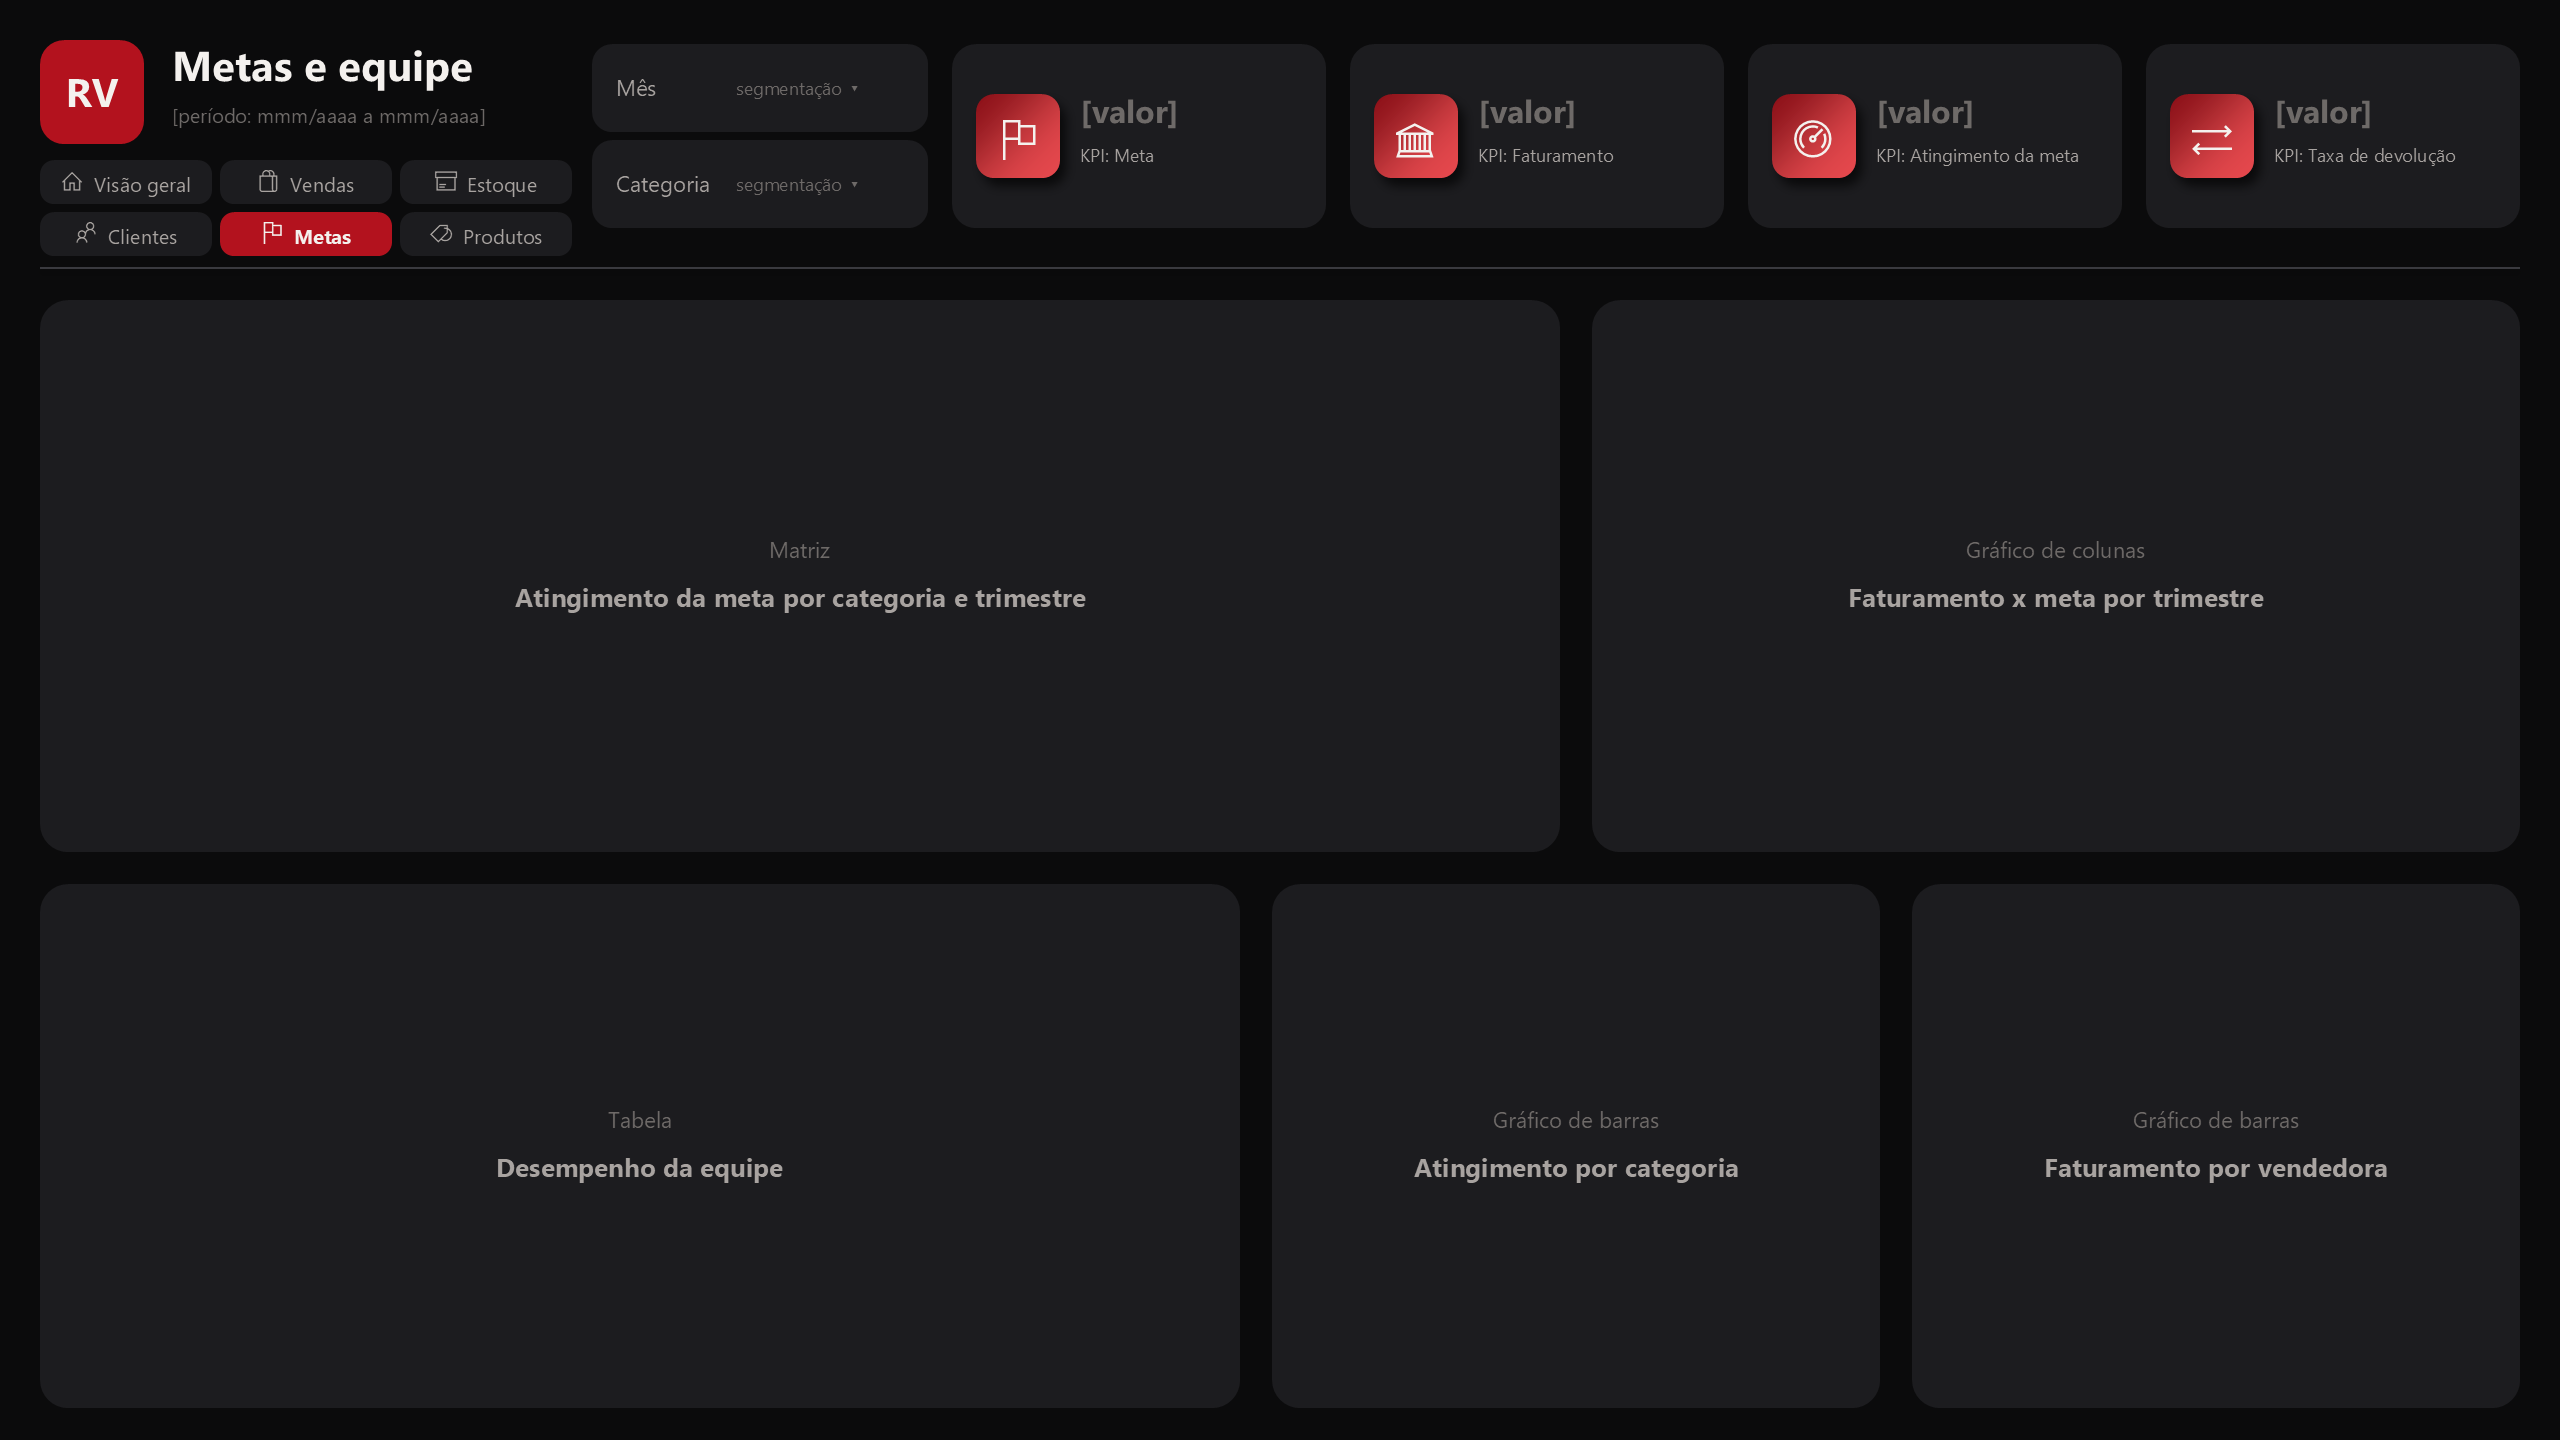 RV
Metas e equipe
[período: mmm/aaaa a mmm/aaaa]
Visão geral
Vendas
Estoque
Clientes
Metas
Produtos
Mês segmentação ▾
Categoria segmentação ▾
[valor]
KPI: Meta
[valor]
KPI: Faturamento
[valor]
KPI: Atingimento da meta
[valor]
KPI: Taxa de devolução
Matriz
Atingimento da meta por categoria e trimestre
Gráfico de colunas
Faturamento x meta por trimestre
Tabela
Desempenho da equipe
Gráfico de barras
Atingimento por categoria
Gráfico de barras
Faturamento por vendedora